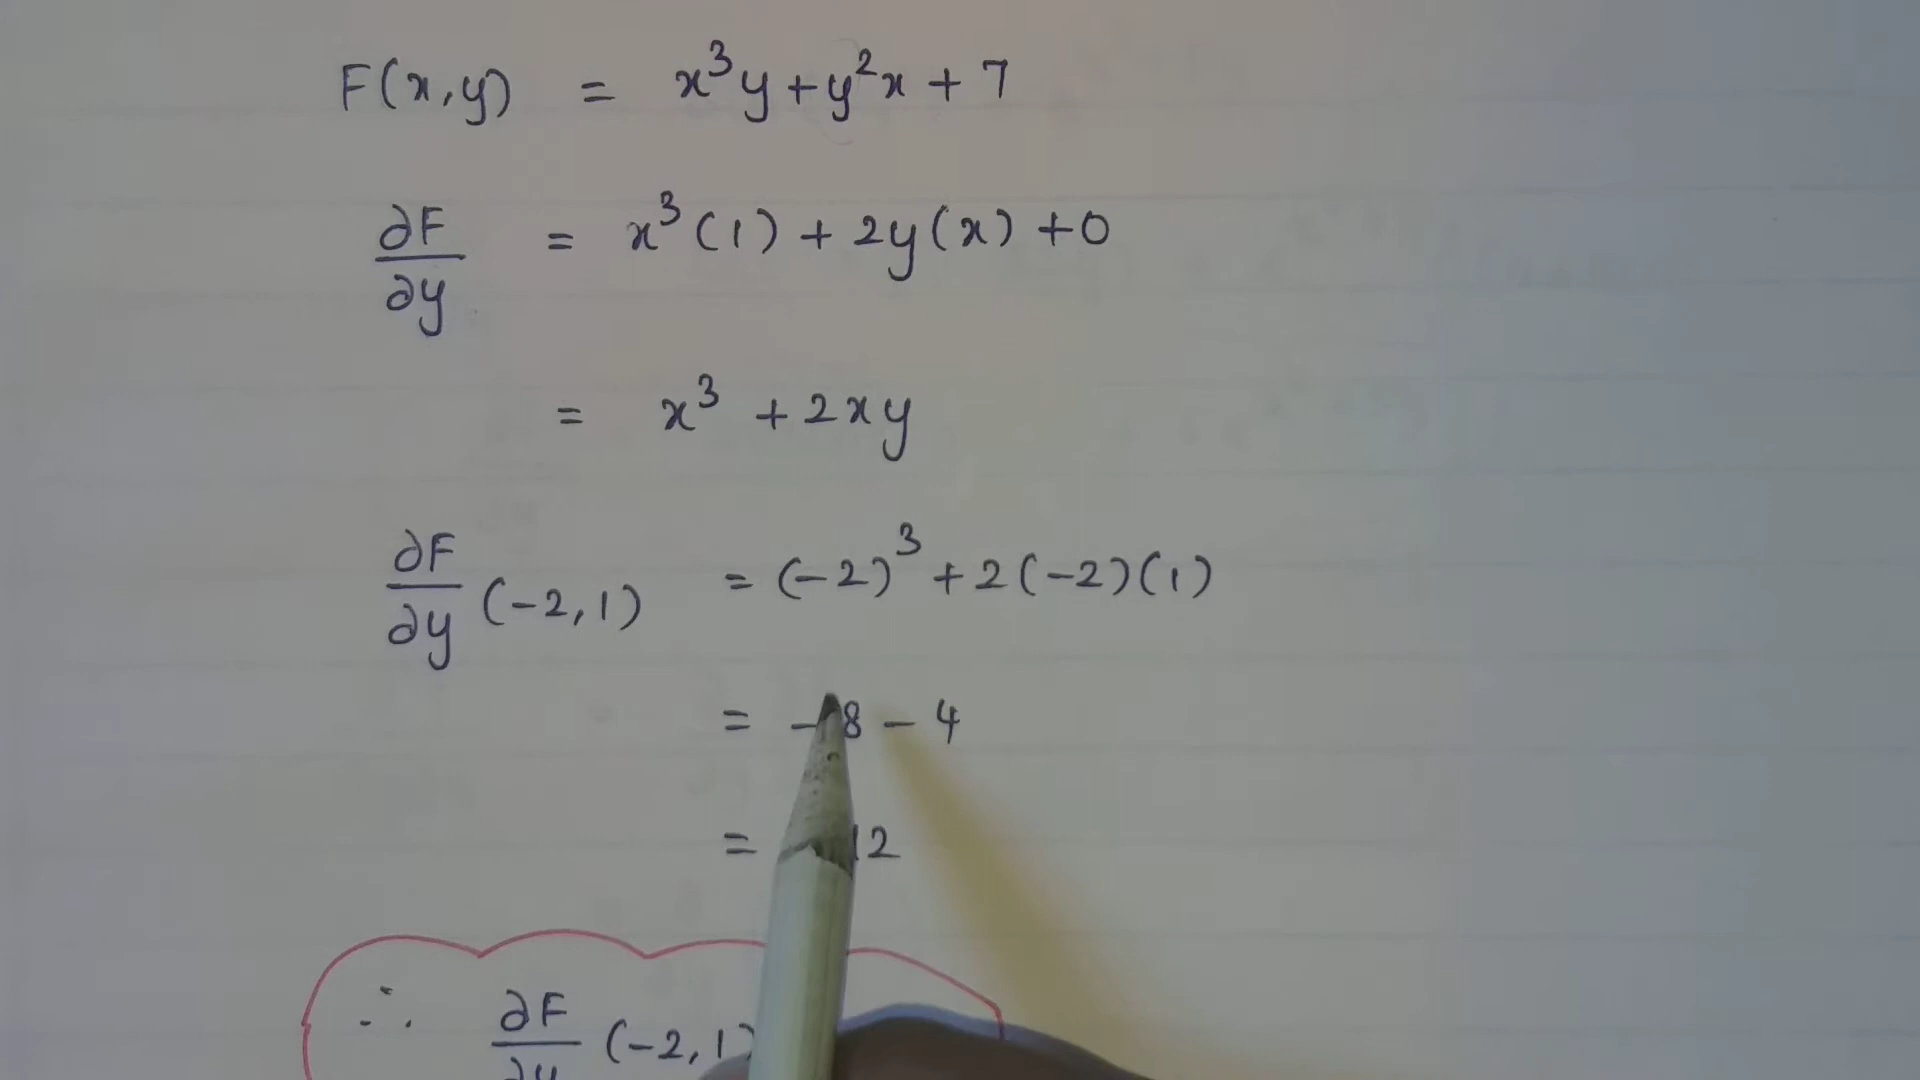 F(x,y) = x³y + y²x + 7
∂F/∂y = x³(1) + 2y(x) + 0
= x³ + 2xy
∂F/∂y (-2,1) = (-2)³ + 2(-2)(1)
= -8 - 4
= 12
∴ ∂F/∂y (-2,1)